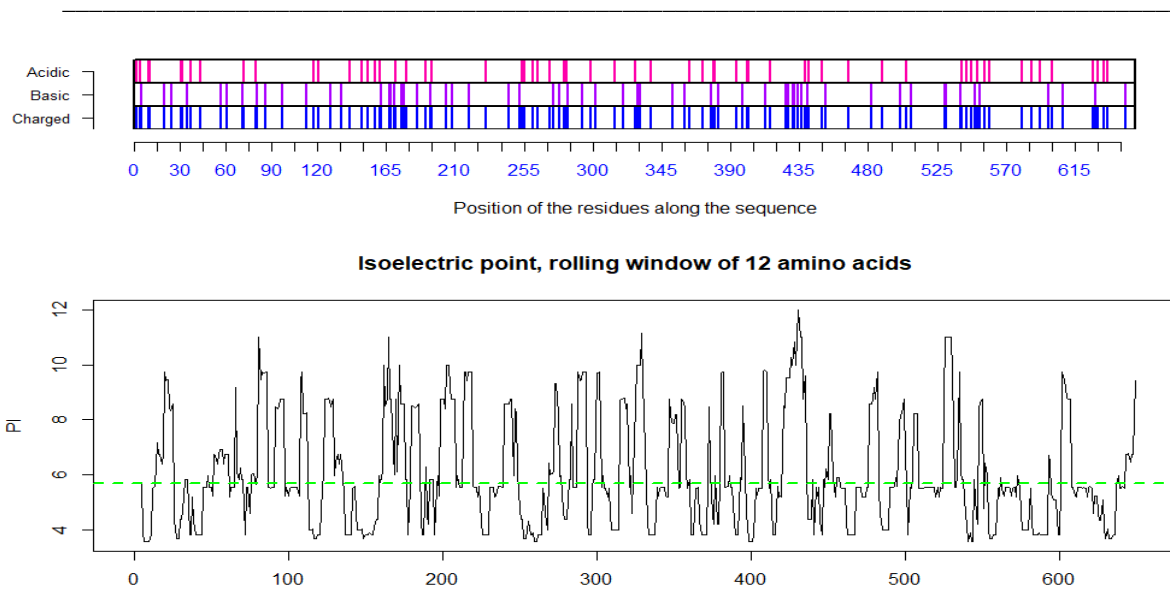 Acidic
Basic
Charged
0 30 60 90 120 165 210 255 300 345 390 435 480 525 570 615
Position of the residues along the sequence
Isoelectric point, rolling window of 12 amino acids
12
10
8
6
4
PI
0 100 200 300 400 500 600